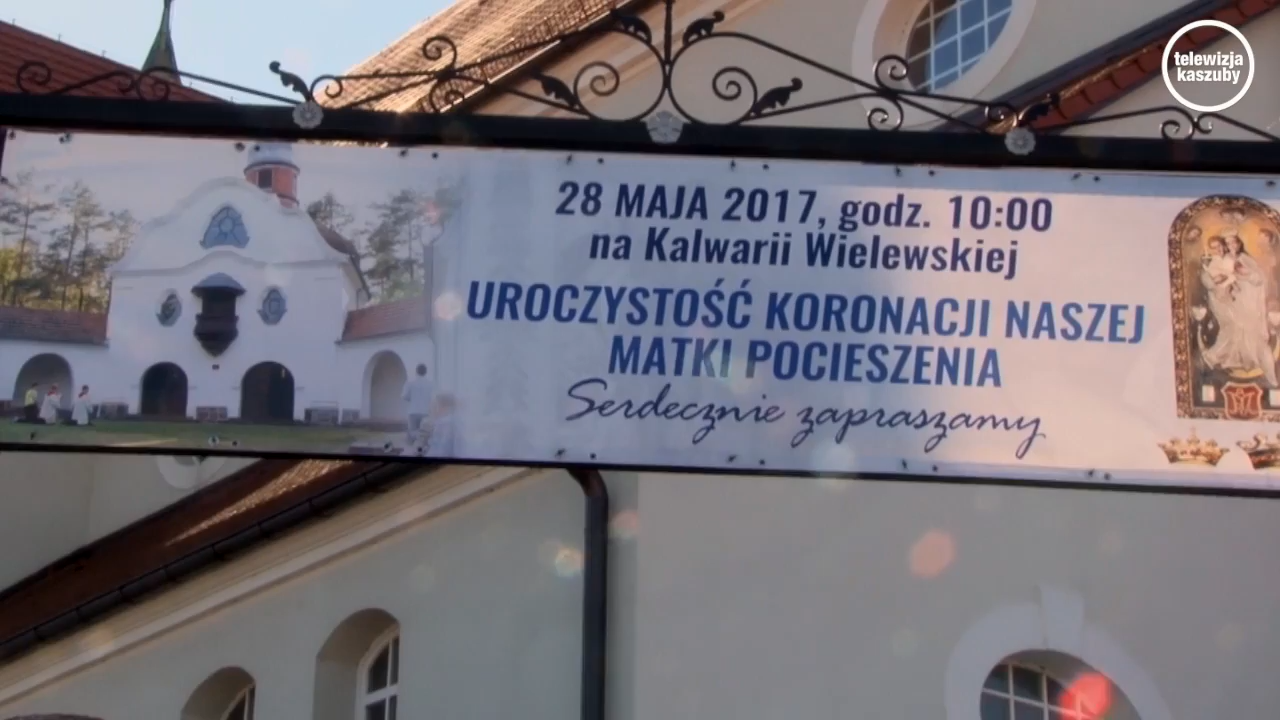 telewizja
kaszuby
28 MAJA 2017, godz. 10:00
na Kalwarii Wielewskiej
UROCZYSTOŚĆ KORONACJI NASZEJ
MATKI POCIESZENIA
Serdecznie zapraszamy